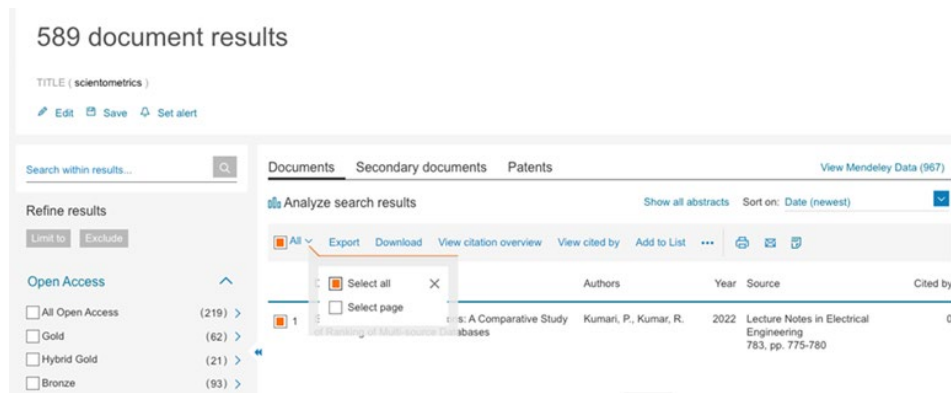 589 document results
TITLE ( scientometrics )
Edit Save Set alert
Search within results...
Refine results
Limit to Exclude
Open Access
All Open Access (219)
Gold (62)
Hybrid Gold (21)
Bronze (93)
Documents Secondary documents Patents View Mendeley Data (967)
Analyze search results Show all abstracts Sort on: Date (newest)
All Export Download View citation overview View cited by Add to List ...
Select all
Select page
Authors Year Source Cited by
1 : A Comparative Study Kumari, P., Kumar, R. 2022 Lecture Notes in Electrical 0
of Ranking of Multi-source Databases Engineering
783, pp. 775-780